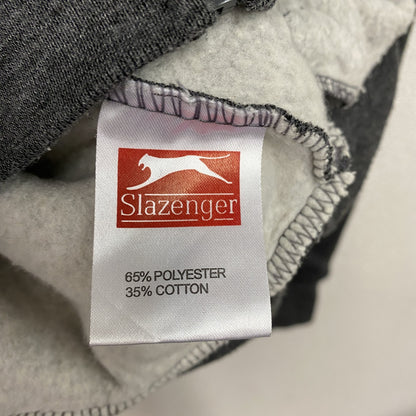 Slazenger
65% POLYESTER
35% COTTON